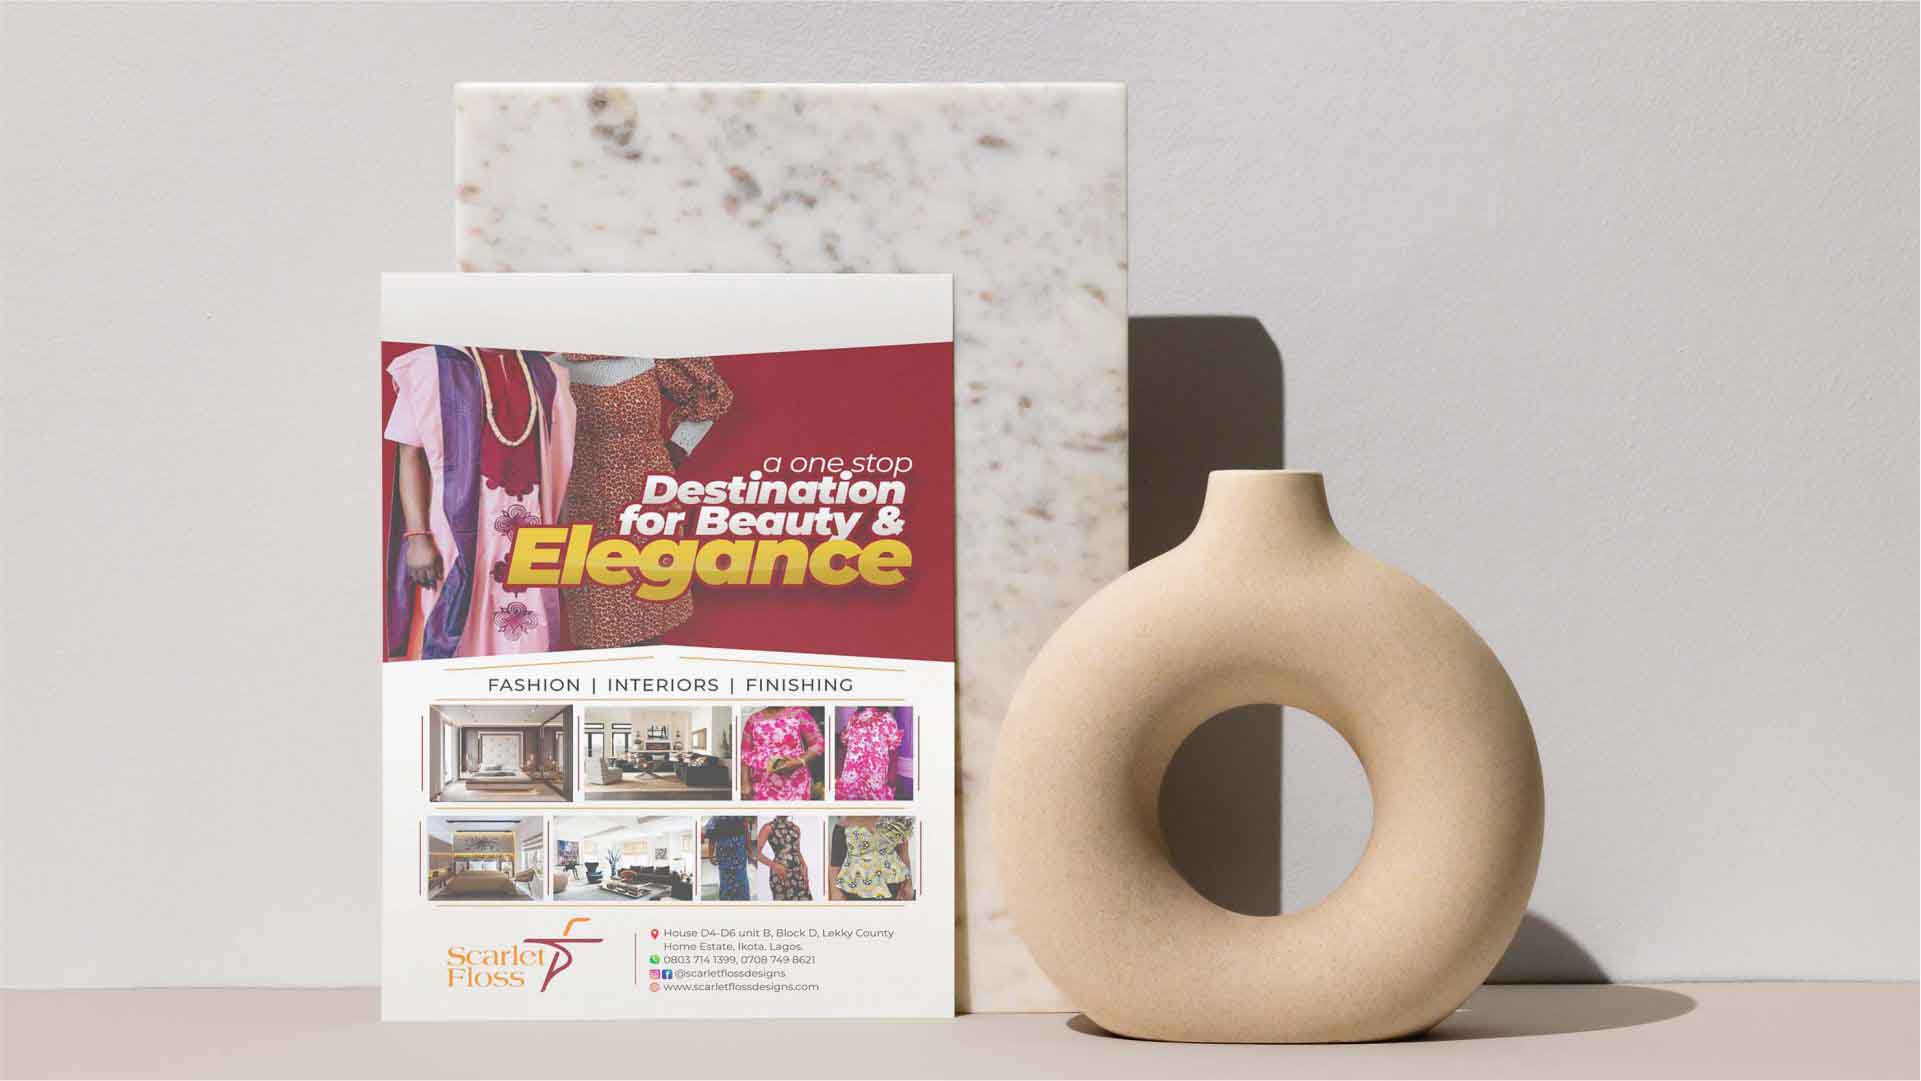 a one stop
Destination
for Beauty &
Elegance
FASHION | INTERIORS | FINISHING
Scarlet
Floss
House D4-D6 unit B, Block D, Lekky County
Home Estate, Ikota, Lagos.
0803 714 1399, 0708 749 8621
@scarletflossdesigns
www.scarletflossdesigns.com